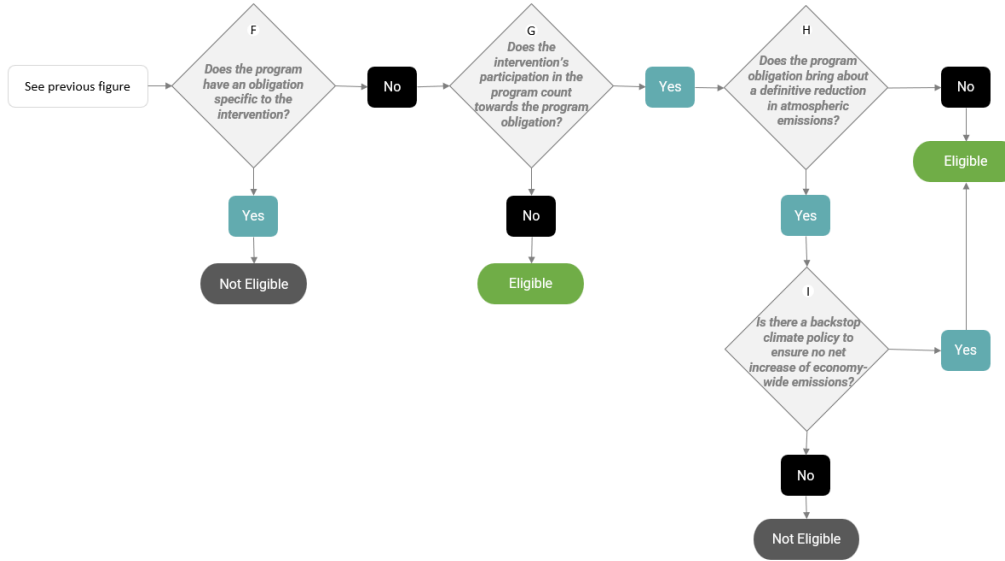 F
Does the program
have an obligation
specific to the
intervention?
G
Does the
intervention's
participation in the
program count
towards the program
obligation?
H
Does the program
obligation bring about
a definitive reduction
in atmospheric
emissions?
See previous figure
No
Yes
No
Eligible
Yes
No
Yes
Not Eligible
Eligible
I
Is there a backstop
climate policy to
ensure no net
increase of economy-
wide emissions?
Yes
No
Not Eligible